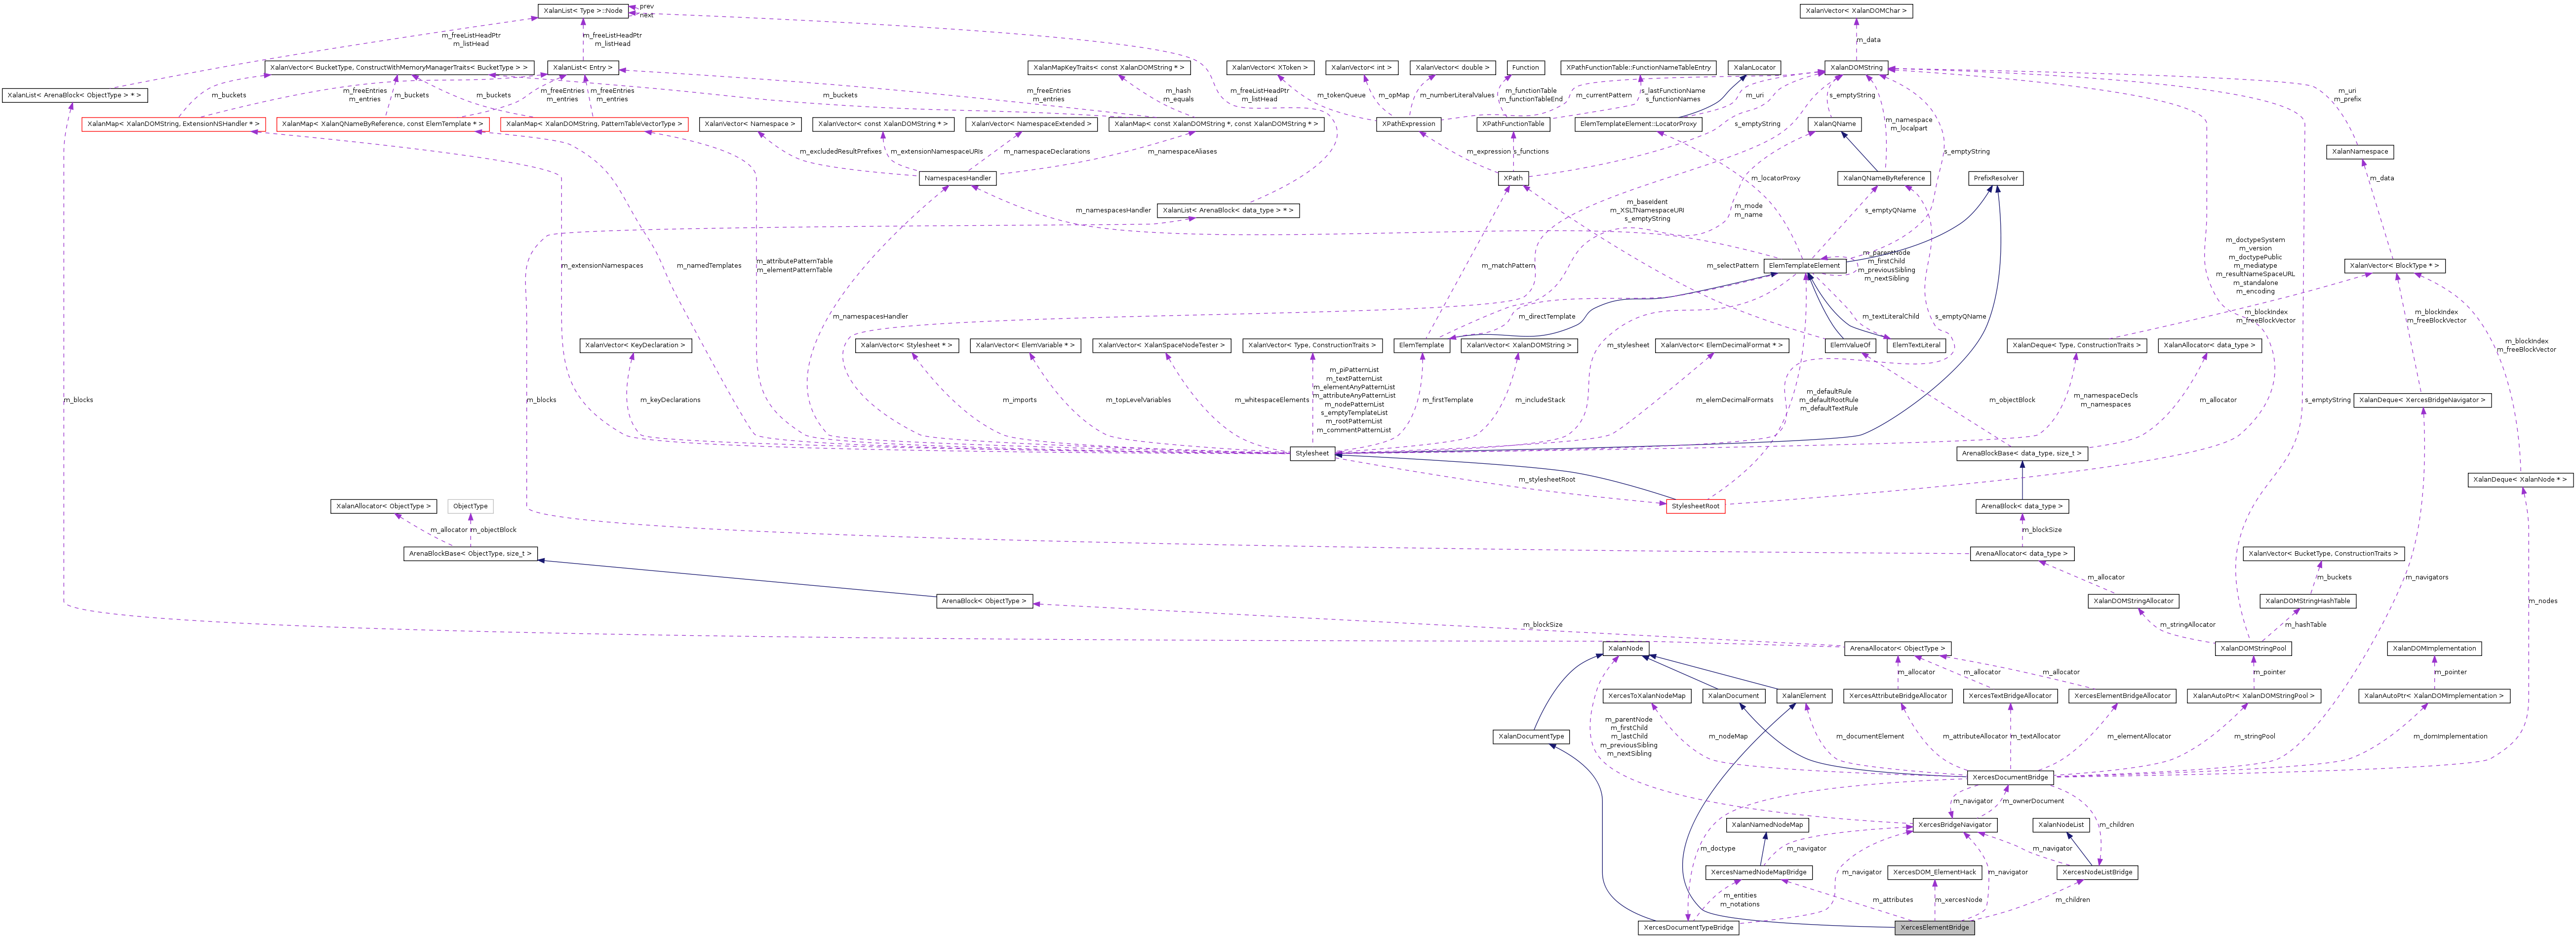 XalanList< Type >::Node
prev
next
XalanVector< XalanDOMChar >
m_freeListHeadPtr
m_listHead
m_freeListHeadPtr
m_listHead
m_data
XalanVector< BucketType, ConstructWithMemoryManagerTraits< BucketType > >
XalanList< Entry >
XalanMapKeyTraits< const XalanDOMString * >
XalanVector< XToken >
XalanVector< int >
XalanVector< double >
Function
XPathFunctionTable::FunctionNameTableEntry
XalanLocator
XalanDOMString
XalanList< ArenaBlock< ObjectType > * >
m_buckets
m_freeEntries
m_entries
m_buckets
m_freeEntries
m_entries
m_freeEntries
m_entries
m_buckets
m_buckets
m_freeEntries
m_entries
m_hash
m_equals
m_freeListHeadPtr
m_listHead
m_tokenQueue
m_opMap
m_numberLiteralValues
m_functionTable
m_functionTableEnd
m_currentPattern
s_lastFunctionName
s_functionNames
m_uri
s_emptyString
m_uri
m_prefix
XalanMap< XalanDOMString, ExtensionNSHandler * >
XalanMap< XalanQNameByReference, const ElemTemplate * >
XalanMap< XalanDOMString, PatternTableVectorType >
XalanVector< Namespace >
XalanVector< const XalanDOMString * >
XalanVector< NamespaceExtended >
XalanMap< const XalanDOMString *, const XalanDOMString * >
XPathExpression
XPathFunctionTable
ElemTemplateElement::LocatorProxy
XalanQName
s_emptyString
m_namespace
m_localpart
m_excludedResultPrefixes
m_extensionNamespaceURIs
m_namespaceDeclarations
m_namespaceAliases
m_expression
s_functions
s_emptyString
XalanNamespace
NamespacesHandler
XPath
m_locatorProxy
XalanQNameByReference
PrefixResolver
m_data
XalanList< ArenaBlock< data_type > * >
m_namespacesHandler
m_baseIdent
m_XSLTNamespaceURI
s_emptyString
m_mode
m_name
s_emptyQName
m_extensionNamespaces
m_namedTemplates
m_attributePatternTable
m_elementPatternTable
m_matchPattern
m_selectPattern
ElemTemplateElement
m_parentNode
m_firstChild
m_previousSibling
m_nextSibling
m_doctypeSystem
m_version
m_doctypePublic
m_mediatype
m_resultNameSpaceURL
m_standalone
m_encoding
XalanVector< BlockType * >
m_namespacesHandler
m_directTemplate
m_textLiteralChild
s_emptyQName
m_blockIndex
m_freeBlockVector
m_blockIndex
m_freeBlockVector
m_blockIndex
m_freeBlockVector
XalanVector< KeyDeclaration >
XalanVector< Stylesheet * >
XalanVector< ElemVariable * >
XalanVector< XalanSpaceNodeTester >
XalanVector< Type, ConstructionTraits >
ElemTemplate
XalanVector< XalanDOMString >
m_stylesheet
XalanVector< ElemDecimalFormat * >
ElemValueOf
ElemTextLiteral
XalanDeque< Type, ConstructionTraits >
XalanAllocator< data_type >
m_blocks
m_blocks
m_keyDeclarations
m_imports
m_topLevelVariables
m_whitespaceElements
m_piPatternList
m_textPatternList
m_elementAnyPatternList
m_attributeAnyPatternList
m_nodePatternList
s_emptyTemplateList
m_rootPatternList
m_commentPatternList
m_firstTemplate
m_includeStack
m_elemDecimalFormats
m_defaultRule
m_defaultRootRule
m_defaultTextRule
m_objectBlock
m_namespaceDecls
m_namespaces
m_allocator
s_emptyString
XalanDeque< XercesBridgeNavigator >
Stylesheet
ArenaBlockBase< data_type, size_t >
m_stylesheetRoot
XalanDeque< XalanNode * >
XalanAllocator< ObjectType >
ObjectType
StylesheetRoot
ArenaBlock< data_type >
m_allocator
m_objectBlock
m_blockSize
ArenaBlockBase< ObjectType, size_t >
ArenaAllocator< data_type >
XalanVector< BucketType, ConstructionTraits >
m_allocator
m_buckets
m_navigators
ArenaBlock< ObjectType >
XalanDOMStringAllocator
XalanDOMStringHashTable
m_nodes
m_blockSize
m_stringAllocator
m_hashTable
XalanNode
ArenaAllocator< ObjectType >
XalanDOMStringPool
XalanDOMImplementation
m_allocator
m_allocator
m_allocator
m_pointer
m_pointer
XercesToXalanNodeMap
XalanDocument
XalanElement
XercesAttributeBridgeAllocator
XercesTextBridgeAllocator
XercesElementBridgeAllocator
XalanAutoPtr< XalanDOMStringPool >
XalanAutoPtr< XalanDOMImplementation >
m_parentNode
m_firstChild
m_lastChild
m_previousSibling
m_nextSibling
XalanDocumentType
m_nodeMap
m_documentElement
m_attributeAllocator
m_textAllocator
m_elementAllocator
m_stringPool
m_domImplementation
XercesDocumentBridge
m_navigator
m_ownerDocument
XalanNamedNodeMap
XercesBridgeNavigator
XalanNodeList
m_children
m_doctype
m_navigator
m_navigator
XercesNamedNodeMapBridge
m_navigator
XercesDOM_ElementHack
m_navigator
XercesNodeListBridge
m_entities
m_notations
m_attributes
m_xercesNode
m_children
XercesDocumentTypeBridge
XercesElementBridge